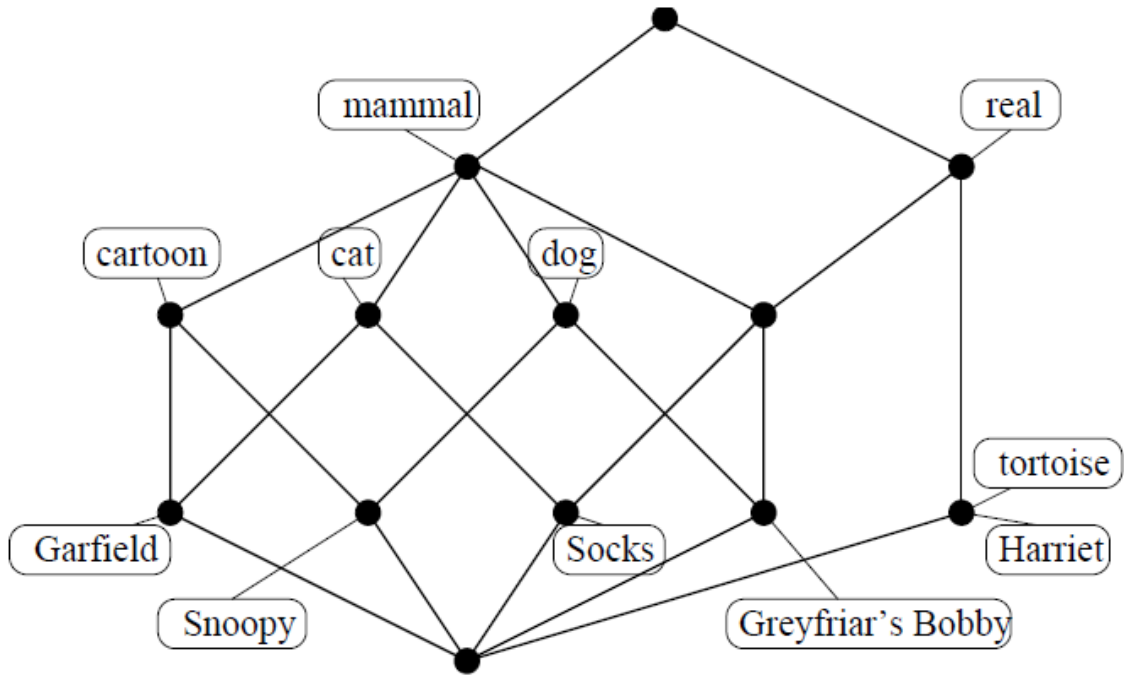 mammal
real
cartoon
cat
dog
tortoise
Garfield
Socks
Harriet
Snoopy
Greyfriar's Bobby